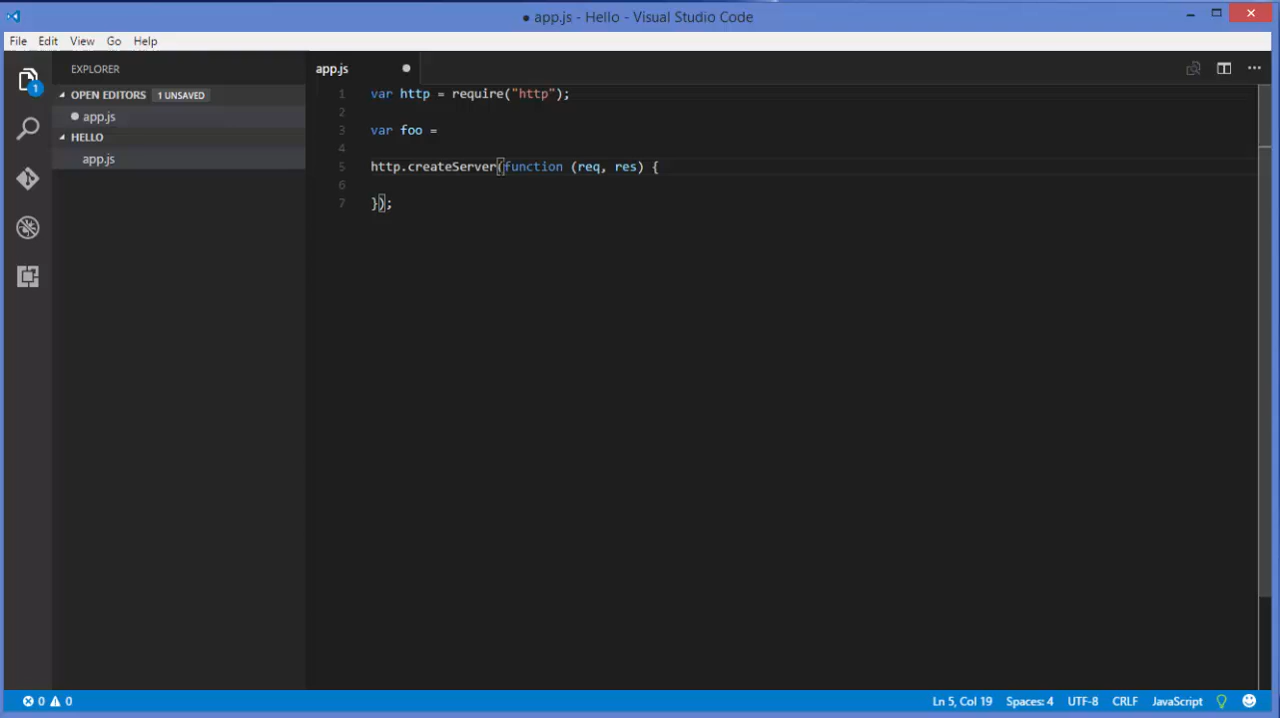 ● app.js - Hello - Visual Studio Code
File Edit View Go Help
EXPLORER
OPEN EDITORS 1 UNSAVED
app.js
HELLO
app.js
1
app.js
1 var http = require("http");
2
3 var foo =
4
5 http.createServer(function (req, res) {
6
7 });
0 0 Ln 5, Col 19 Spaces: 4 UTF-8 CRLF JavaScript